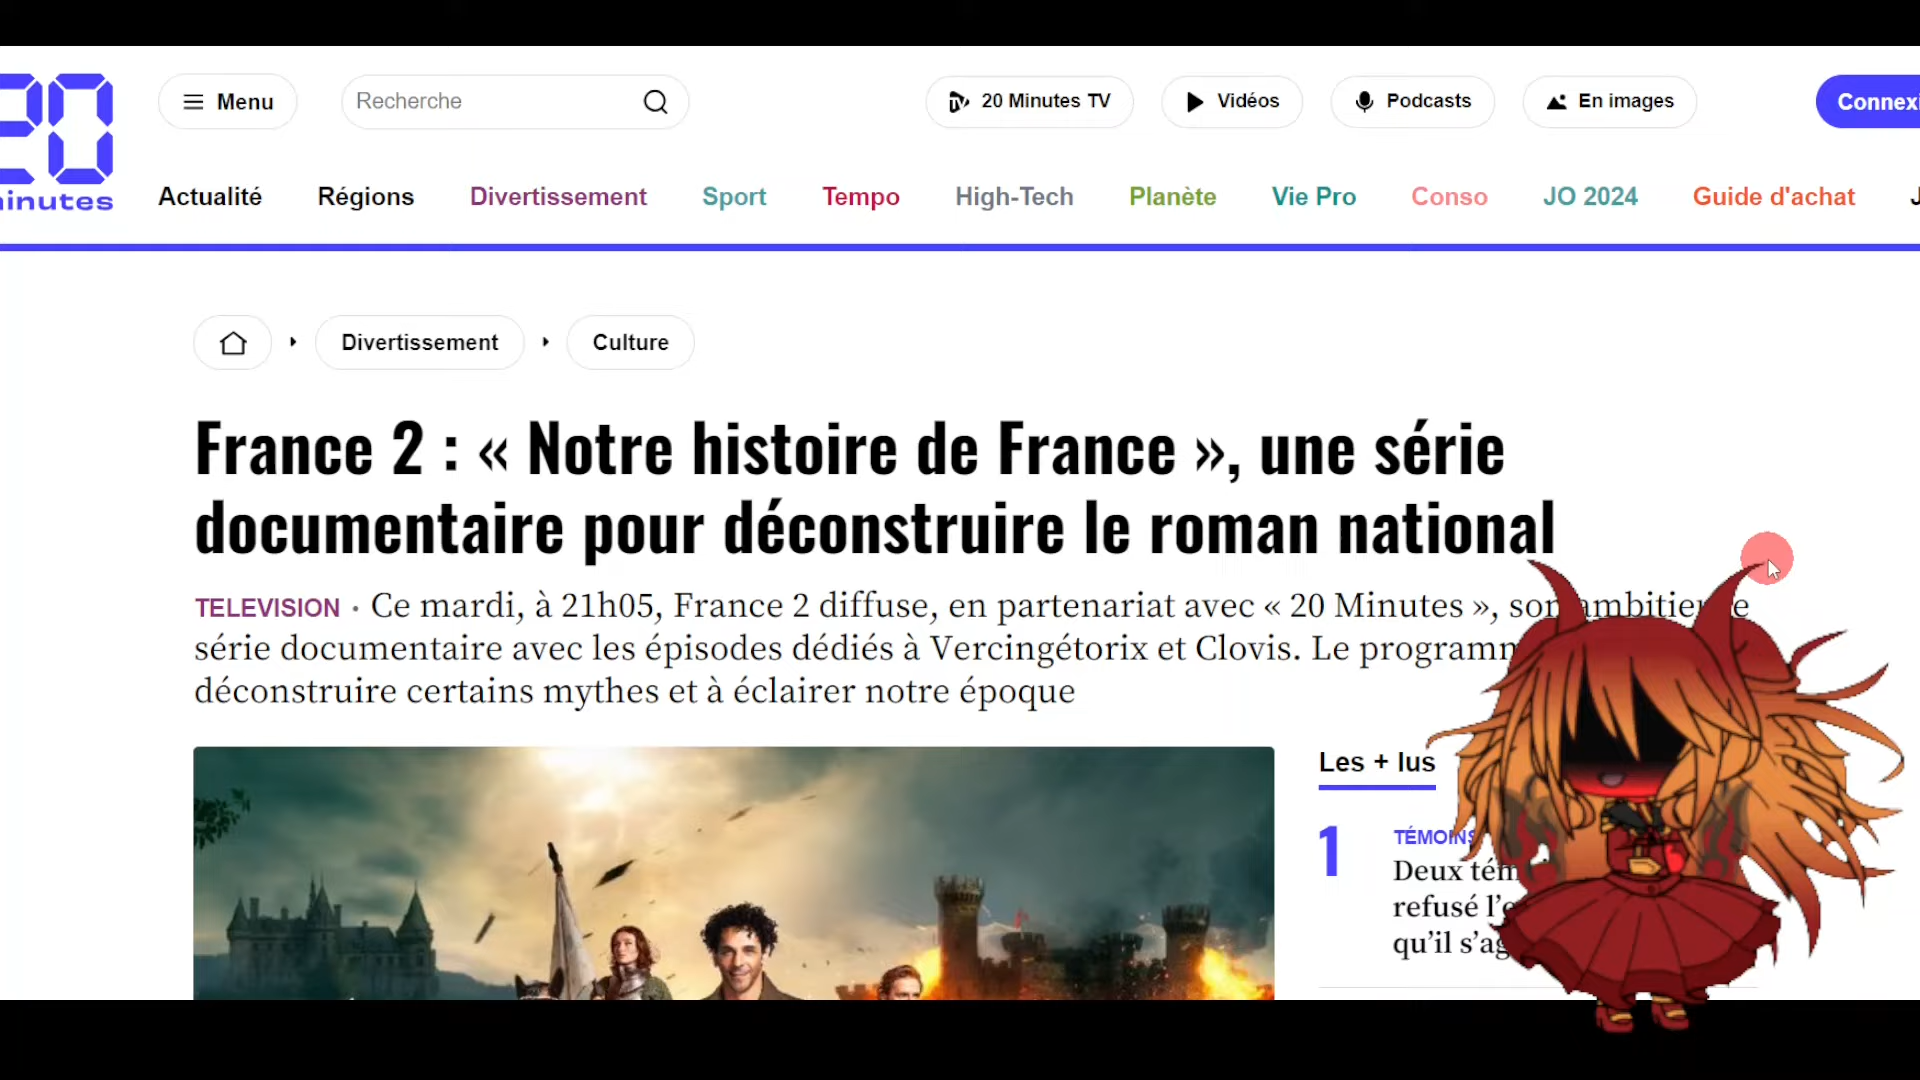 20
minutes
Menu
Recherche
20 Minutes TV
Vidéos
Podcasts
En images
Actualité
Régions
Divertissement
Sport
Tempo
High-Tech
Planète
Vie Pro
Conso
JO 2024
Guide d'achat
Divertissement
Culture
France 2 : « Notre histoire de France », une série
documentaire pour déconstruire le roman national
TELEVISION • Ce mardi, à 21h05, France 2 diffuse, en partenariat avec « 20 Minutes », son
série documentaire avec les épisodes dédiés à Vercingétorix et Clovis. Le
déconstruire certains mythes et à éclairer notre époque
Les + lus
1
TÉMOINS
Deux
refusé
qu'il